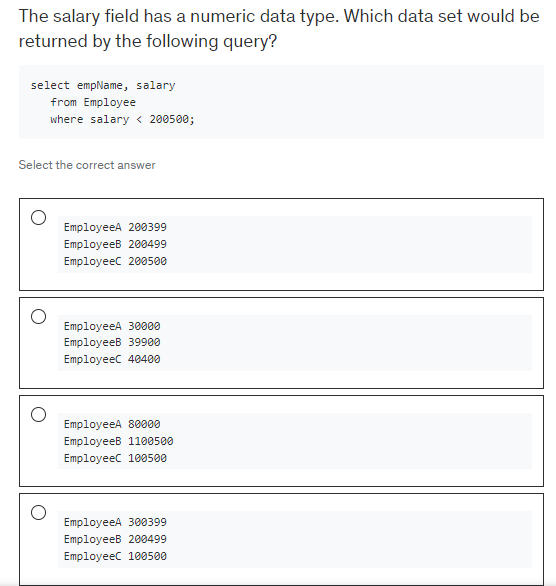 The salary field has a numeric data type. Which data set would be
returned by the following query?
select empName, salary
from Employee
where salary < 200500;
Select the correct answer
EmployeeA 200399
EmployeeB 200499
EmployeeC 200500
EmployeeA 30000
EmployeeB 39900
EmployeeC 40400
EmployeeA 80000
EmployeeB 1100500
EmployeeC 100500
EmployeeA 300399
EmployeeB 200499
EmployeeC 100500